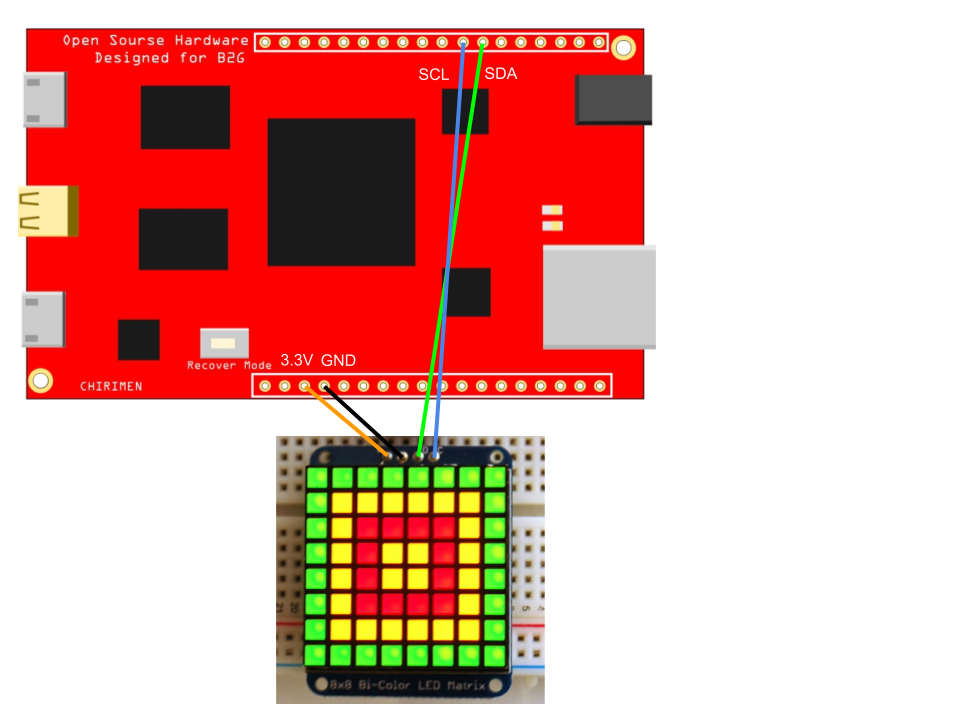 Open Sourse Hardware
Designed for B2G
SCL
SDA
3.3V GND
Recover Mode
CHIRIMEN
8x8 Bi-Color LED Matrix